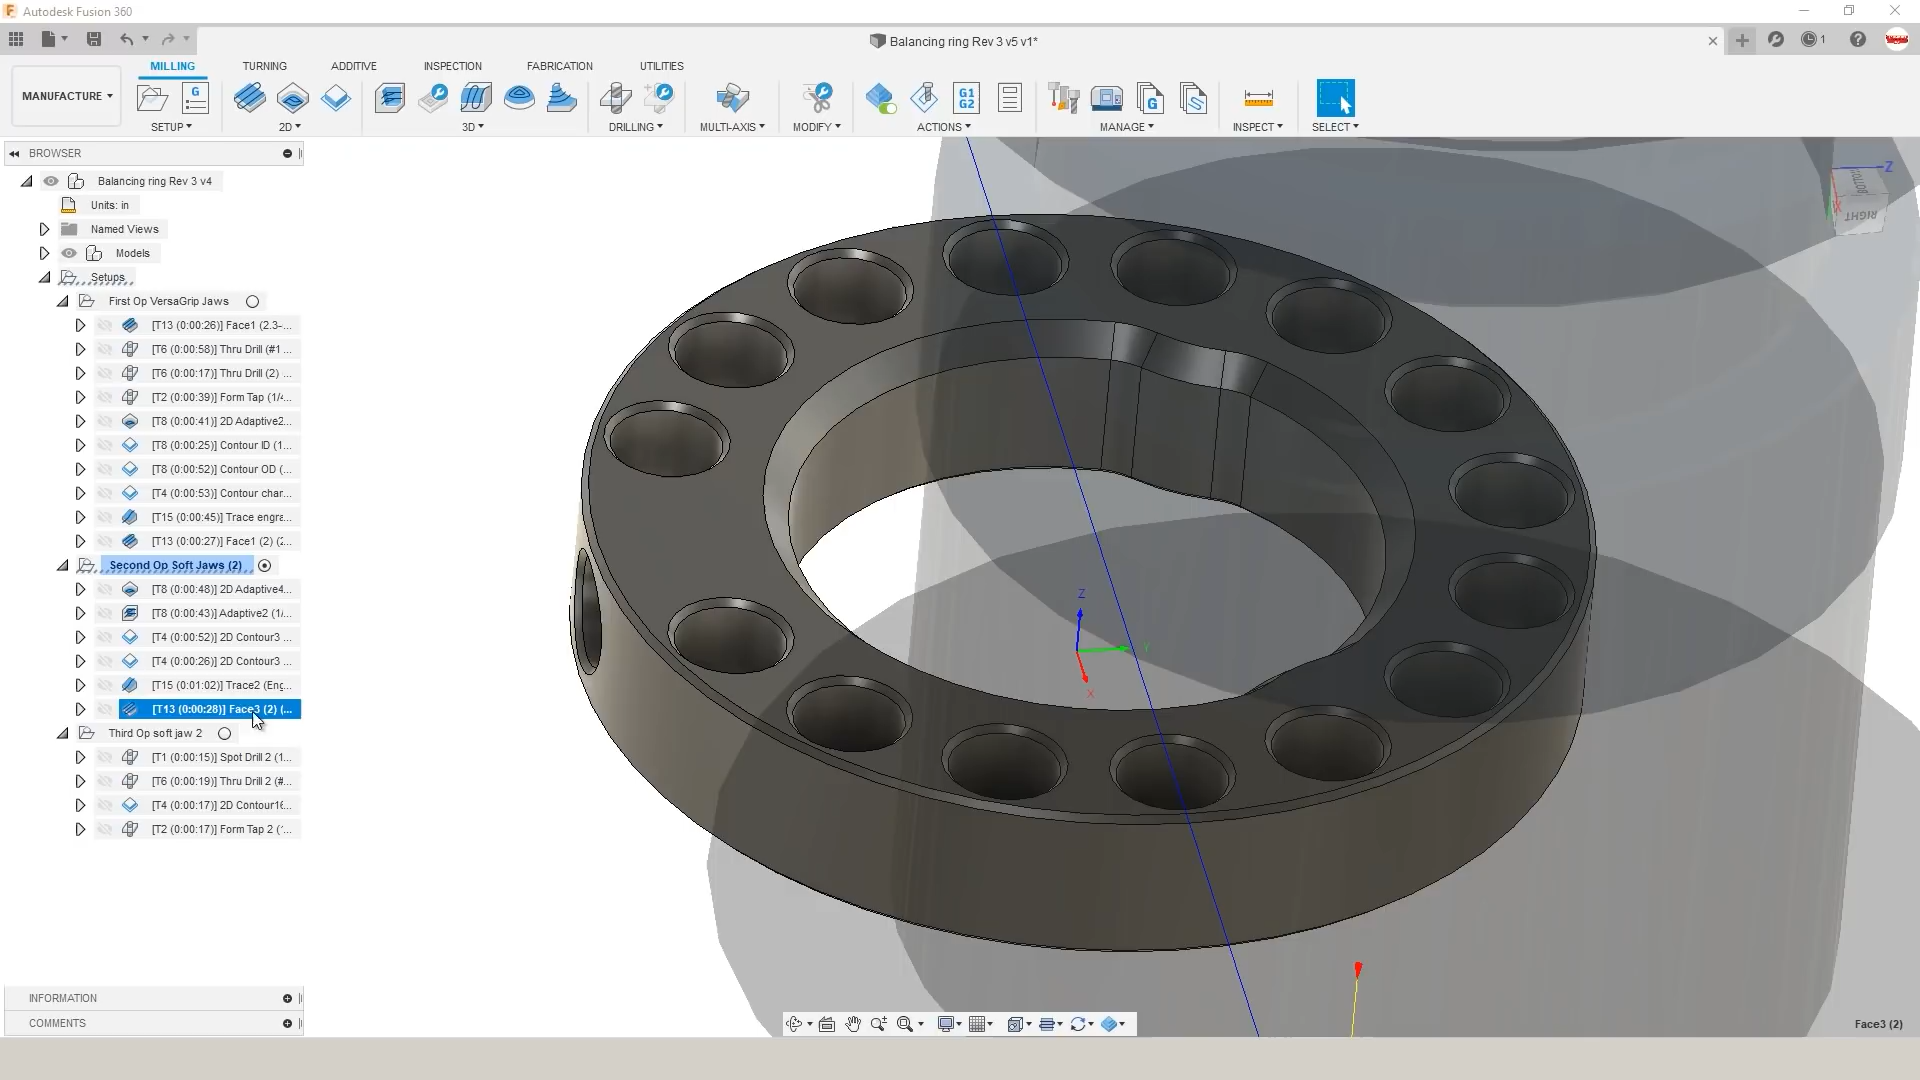 Autodesk Fusion 360
Balancing ring Rev 3 v5 v1*
1
MILLING
TURNING
ADDITIVE
INSPECTION
FABRICATION
UTILITIES
MANUFACTURE
G
G1
G2
G
SETUP
2D
3D
DRILLING
MULTI-AXIS
MODIFY
ACTIONS
MANAGE
INSPECT
SELECT
BROWSER
Balancing ring Rev 3 v4
Units: in
Named Views
Models
Setups
First Op VersaGrip Jaws
[T13 (0:00:26)] Face1 (2.3-...
[T6 (0:00:58)] Thru Drill (#1 ...
[T6 (0:00:17)] Thru Drill (2) ...
[T2 (0:00:39)] Form Tap (1/4-...
[T8 (0:00:41)] 2D Adaptive2...
[T8 (0:00:25)] Contour ID (1...
[T8 (0:00:52)] Contour OD (...
[T4 (0:00:53)] Contour cham...
[T15 (0:00:45)] Trace engra...
[T13 (0:00:27)] Face1 (2) (2...
Second Op Soft Jaws (2)
[T8 (0:00:48)] 2D Adaptive4...
[T8 (0:00:43)] Adaptive2 (1/...
[T4 (0:00:52)] 2D Contour3 ...
[T4 (0:00:26)] 2D Contour3 ...
[T15 (0:01:02)] Trace2 (Eng...
[T13 (0:00:28)] Face3 (2) (...
Third Op soft jaw 2
[T1 (0:00:15)] Spot Drill 2 (1...
[T6 (0:00:19)] Thru Drill 2 (#...
[T4 (0:00:17)] 2D Contour16...
[T2 (0:00:17)] Form Tap 2 (...
Z
BOTTOM
X
RIGHT
Z
Y
X
INFORMATION
COMMENTS
Face3 (2)